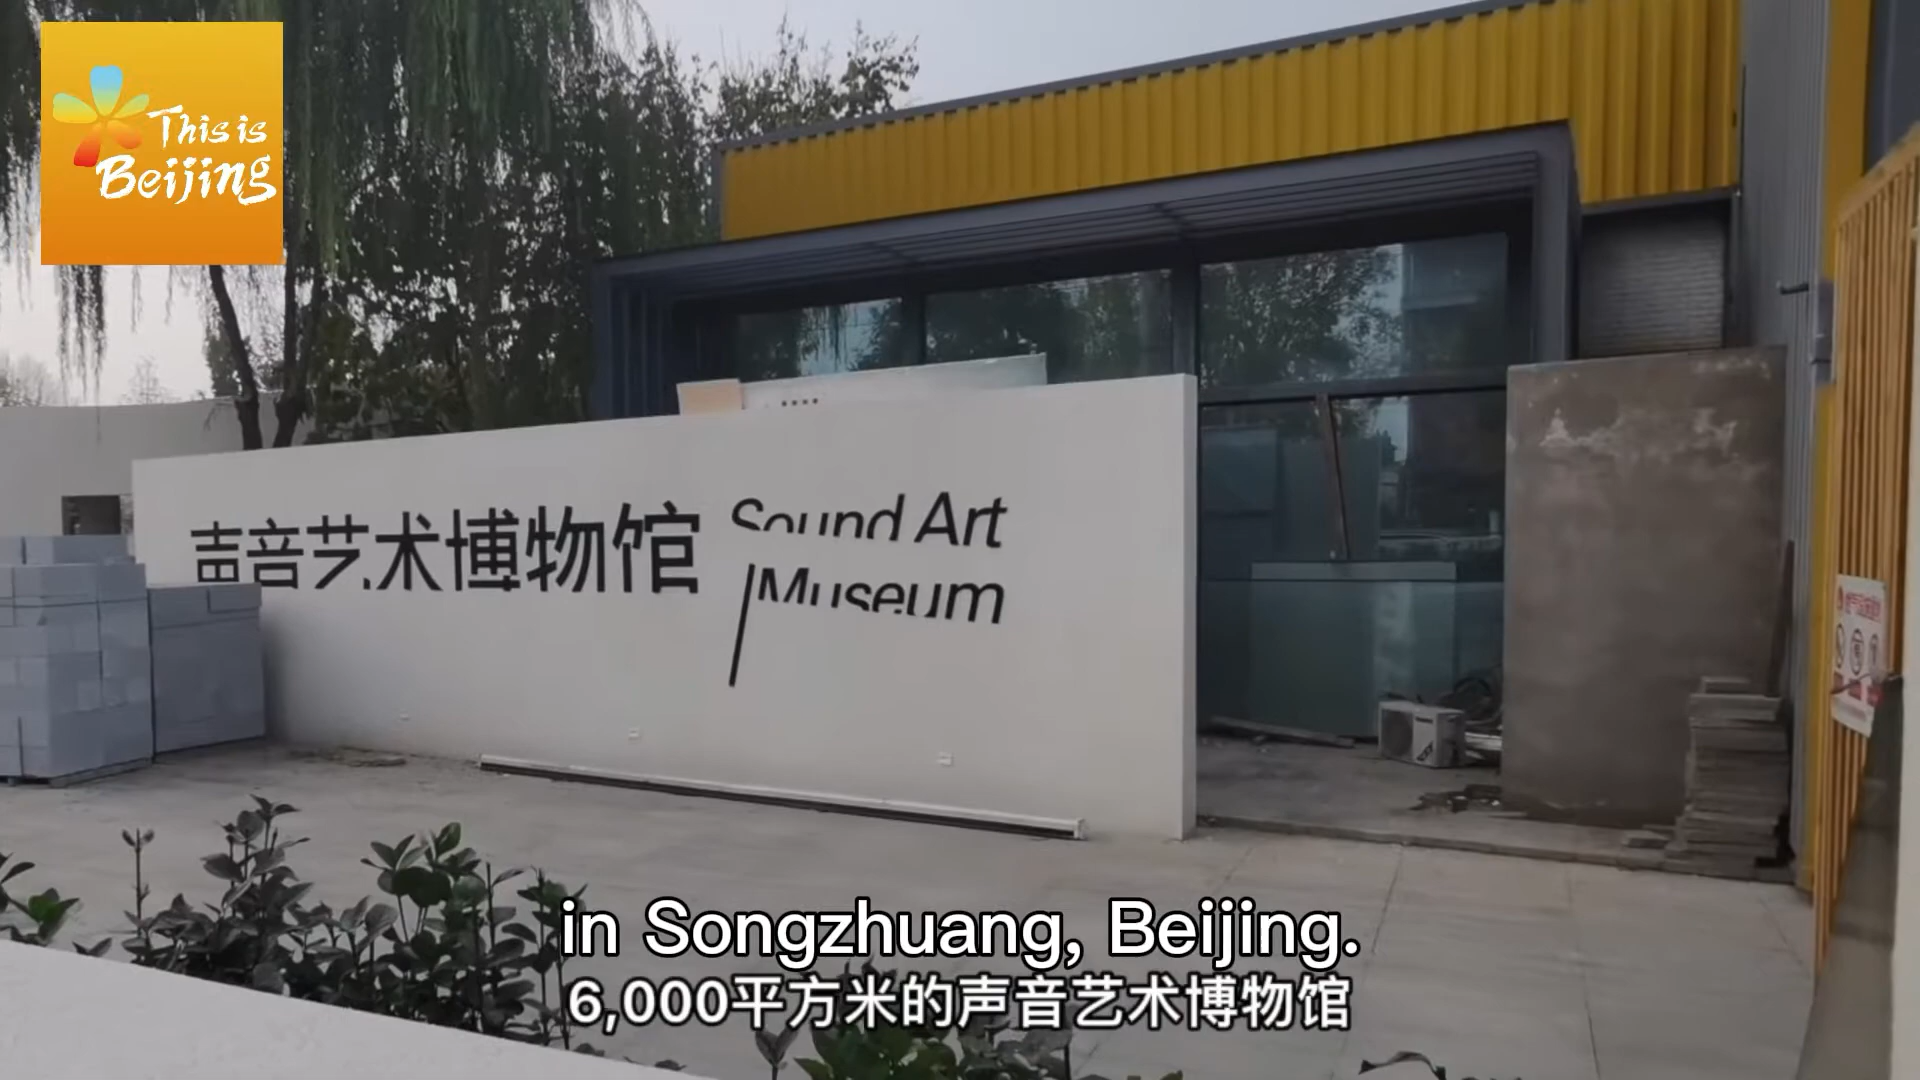 This is
Beijing
声音艺术博物馆
Sound Art
Museum
in Songzhuang, Beijing.
6,000平方米的声音艺术博物馆